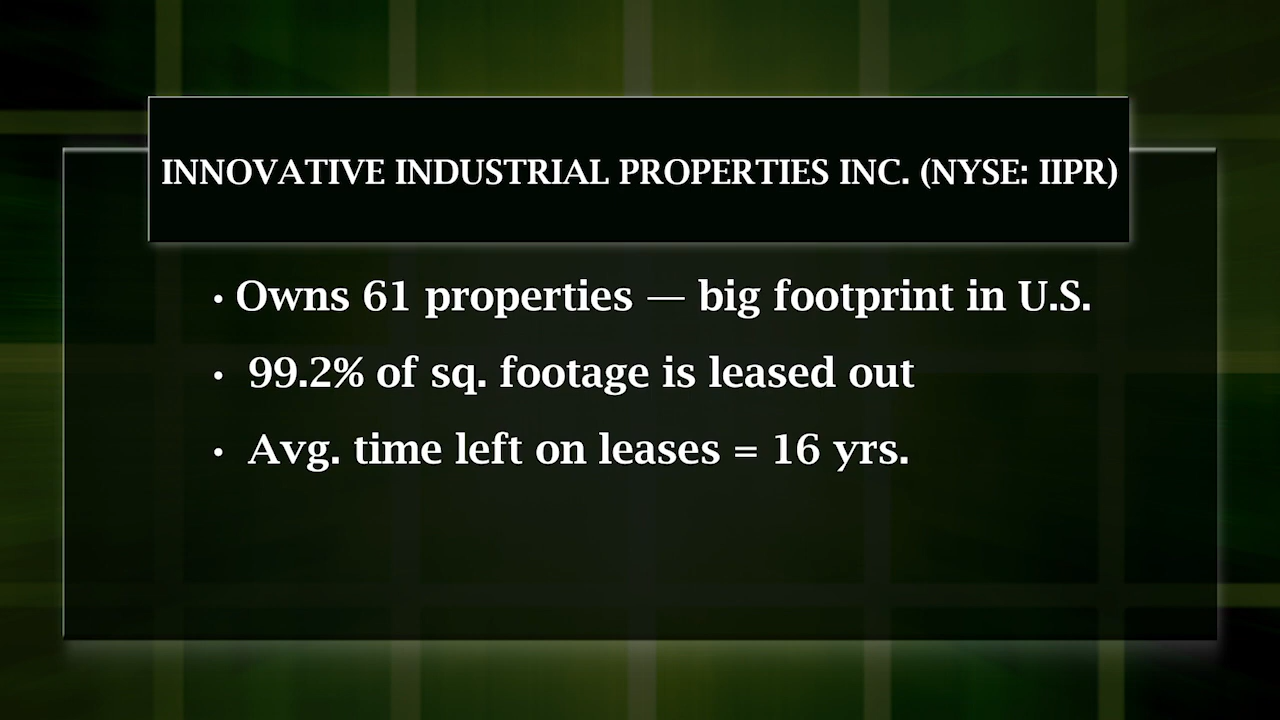 INNOVATIVE INDUSTRIAL PROPERTIES INC. (NYSE: IIPR)
• Owns 61 properties — big footprint in U.S.
• 99.2% of sq. footage is leased out
• Avg. time left on leases = 16 yrs.